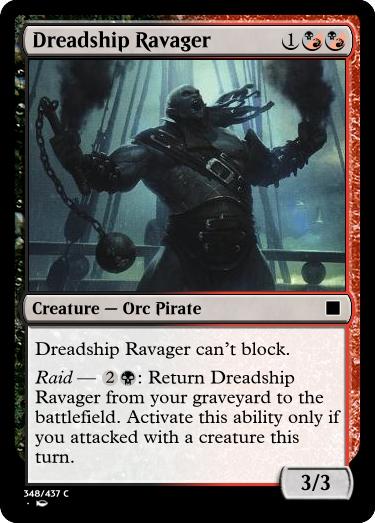 Dreadship Ravager 1
Creature — Orc Pirate
Dreadship Ravager can't block.
Raid — 2 : Return Dreadship
Ravager from your graveyard to the
battlefield. Activate this ability only if
you attacked with a creature this
turn.
3/3
348/437 C